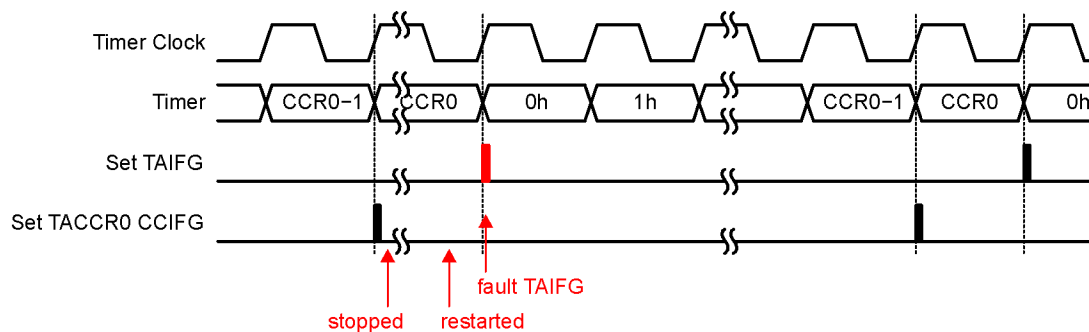 Timer Clock
Timer CCR0−1 CCR0 0h 1h CCR0−1 CCR0 0h
Set TAIFG
Set TACCR0 CCIFG
fault TAIFG
stopped restarted